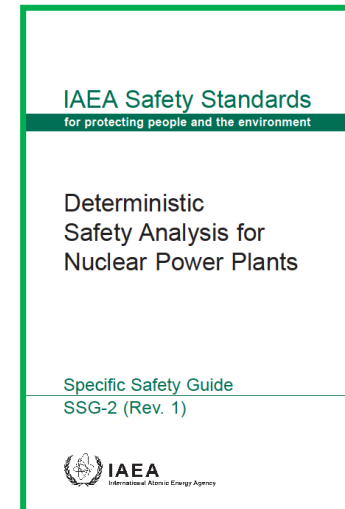 IAEA Safety Standards
for protecting people and the environment
Deterministic
Safety Analysis for
Nuclear Power Plants
Specific Safety Guide
SSG-2 (Rev. 1)
IAEA
International Atomic Energy Agency